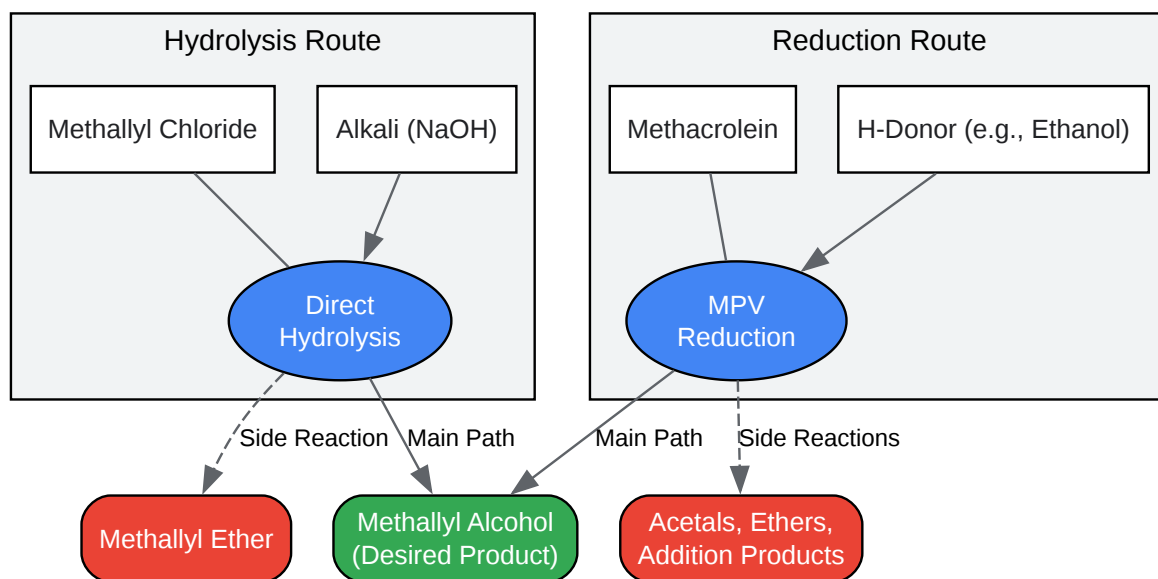 Hydrolysis Route
Reduction Route
Methallyl Chloride
Alkali (NaOH)
Methacrolein
H-Donor (e.g., Ethanol)
Direct
Hydrolysis
MPV
Reduction
Side Reaction
Main Path
Main Path
Side Reactions
Methallyl Ether
Methallyl Alcohol
(Desired Product)
Acetals, Ethers,
Addition Products